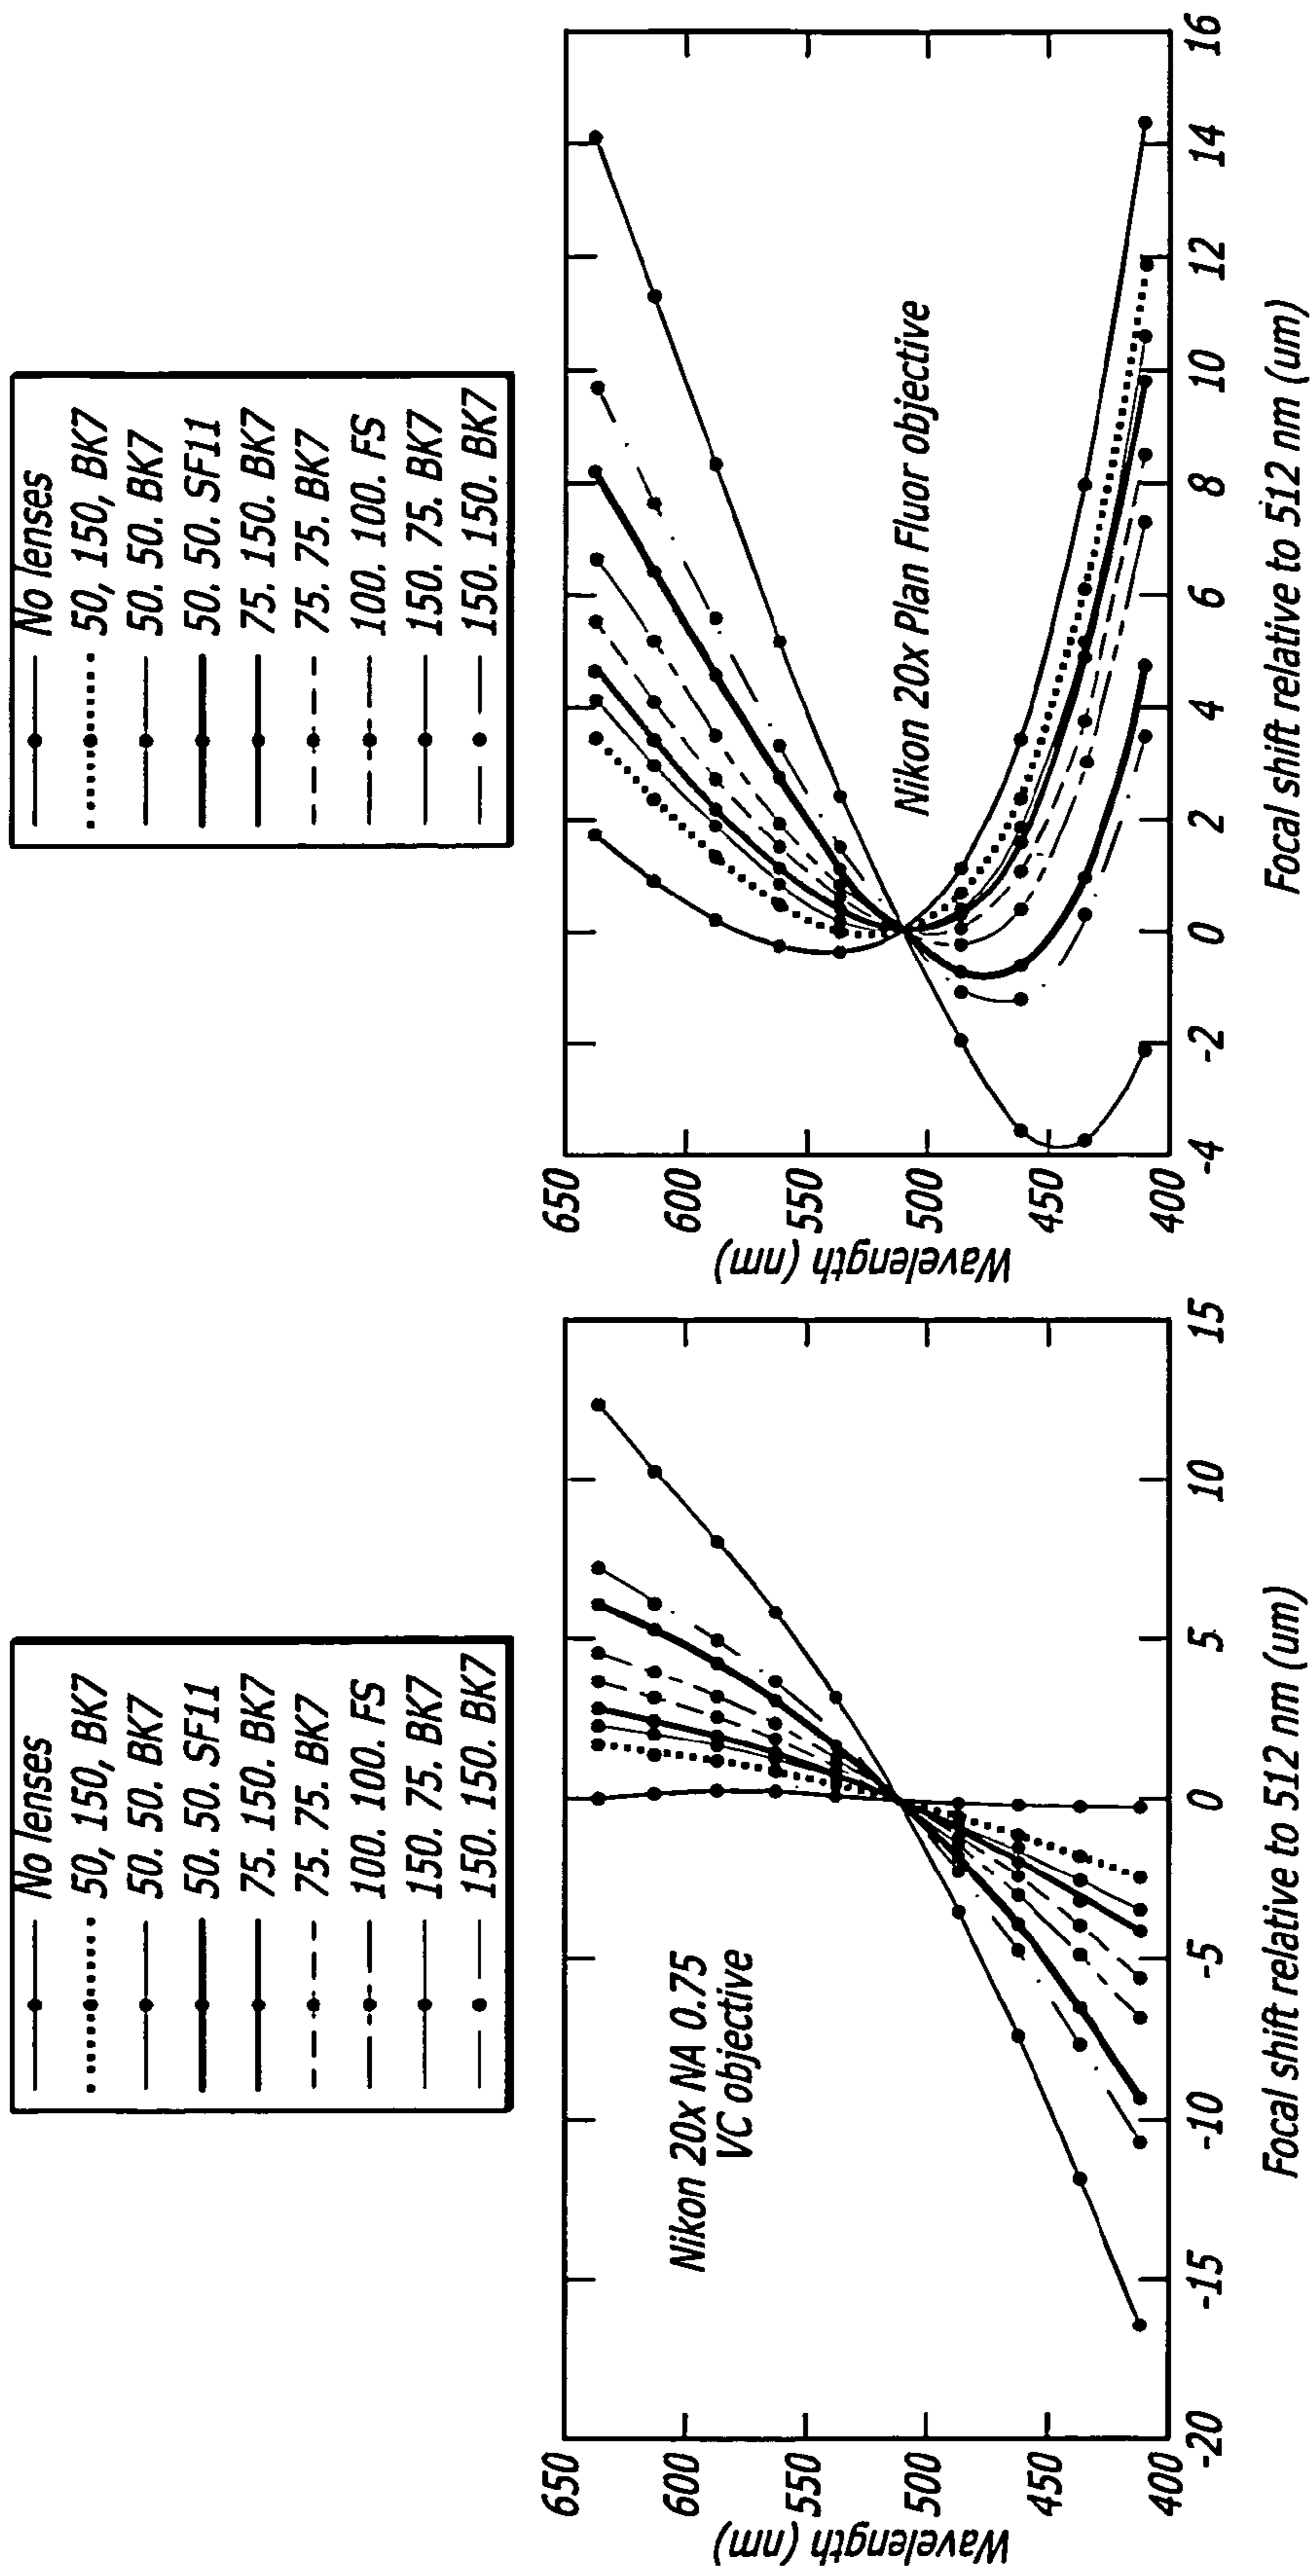 No lenses
50, 150, BK7
50. 50. BK7
50. 50. SF11
75. 150. BK7
75. 75. BK7
100. 100. FS
150. 75. BK7
150. 150. BK7
Nikon 20x NA 0.75
VC objective
Wavelength (nm)
650
600
550
500
450
400
-20
-15
-10
-5
0
5
10
15
Focal shift relative to 512 nm (um)
No lenses
50, 150, BK7
50. 50. BK7
50. 50. SF11
75. 150. BK7
75. 75. BK7
100. 100. FS
150. 75. BK7
150. 150. BK7
Nikon 20x Plan Fluor objective
Wavelength (nm)
650
600
550
500
450
400
-4
-2
0
2
4
6
8
10
12
14
16
Focal shift relative to 512 nm (um)